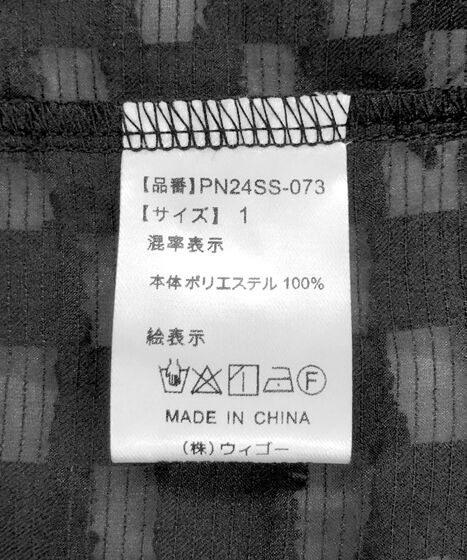 【品番】PN24SS-073
【サイズ】 1
混率表示
本体ポリエステル 100%
絵表示
F
MADE IN CHINA
(株)ウィゴー